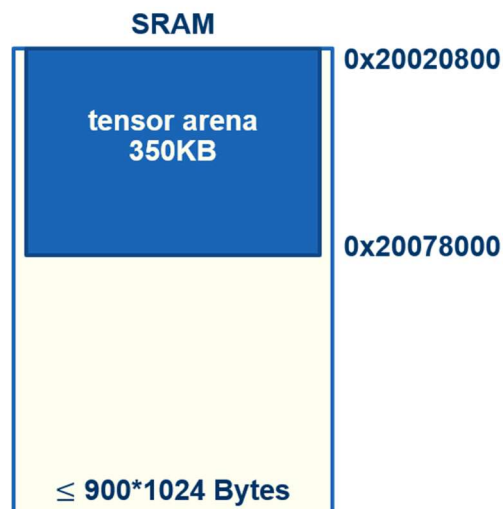 SRAM
0x20020800
tensor arena
350KB
0x20078000
≤ 900*1024 Bytes